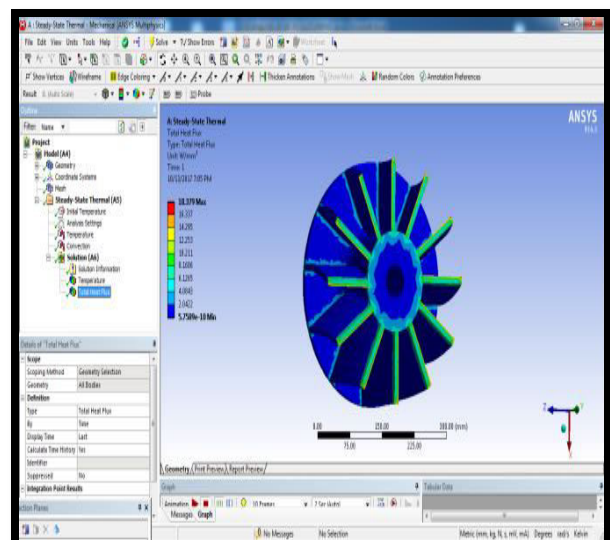 A : Steady-State Thermal - Mechanical [ANSYS Multiphysics]
File Edit View Units Tools Help Solve ?/ Show Errors Worksheet
Show Vertices Wireframe Edge Coloring Thicken Annotations Show Mesh Random Colors Annotation Preferences
Result Probe
Outline
Filter: Name
Project
Model (A4)
Geometry
Coordinate Systems
Mesh
Steady-State Thermal (A5)
Initial Temperature
Analysis Settings
Temperature
Convection
Solution (A6)
Solution Information
Temperature
Total Heat Flux
A: Steady-State Thermal
Total Heat Flux
Type: Total Heat Flux
Unit: W/mm²
Time: 1
ANSYS
18.379 Max
16.337
14.295
12.253
10.211
8.1686
6.1265
4.0843
2.0422
Min
Details of "Total Heat Flux"
Scope
Scoping Method Geometry Selection
Geometry All Bodies
Definition
Type Total Heat Flux
By Time
Display Time Last
Calculate Time History Yes
Identifier
Suppressed No
Integration Point Results
0.00 150.00 300.00 (mm)
75.00 225.00
Z
Geometry Print Preview Report Preview
Graph
Tabular Data
Animation
Messages Graph
No Messages No Selection Metric (mm, kg, N, s, mV, mA) Degrees rad/s Kelvin